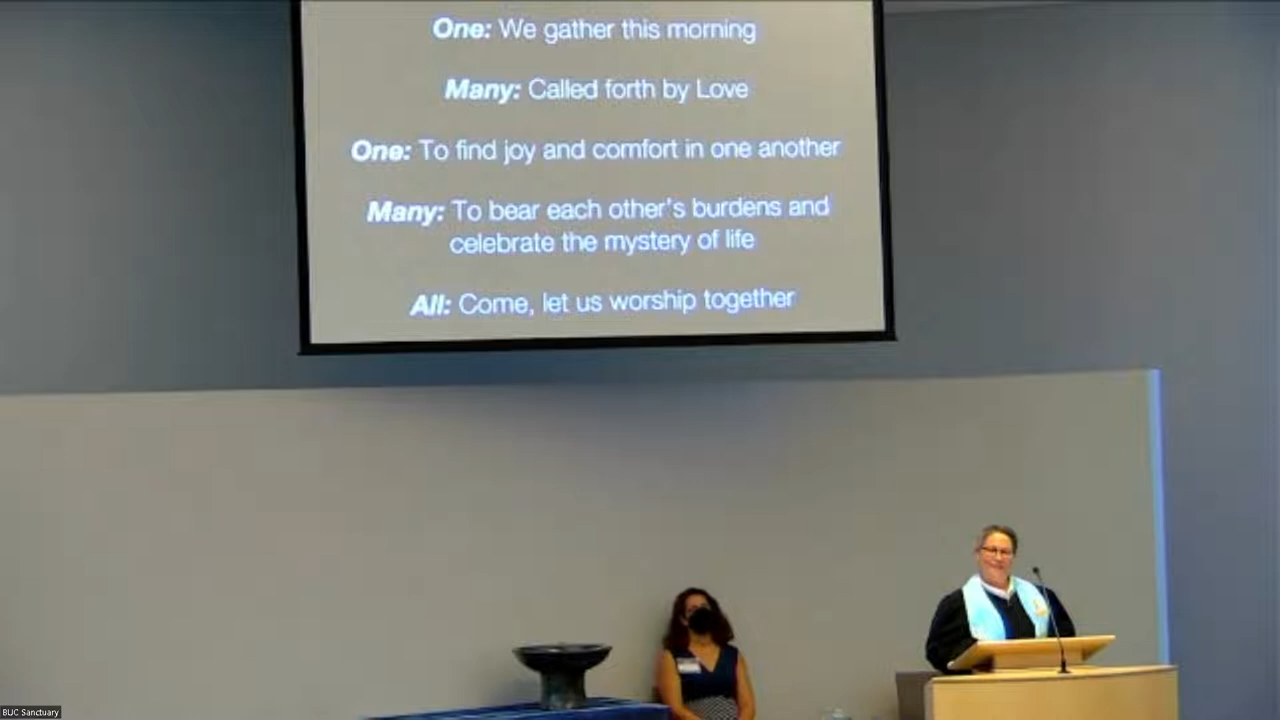 One: We gather this morning
Many: Called forth by Love
One: To find joy and comfort in one another
Many: To bear each other's burdens and
celebrate the mystery of life
All: Come, let us worship together
BUC Sanctuary